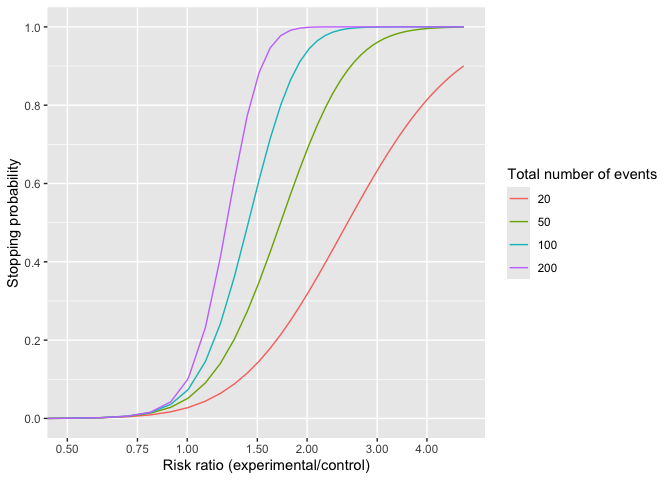 1.0
0.8
0.6
0.4
0.2
0.0
Stopping probability
0.50 0.75 1.00 1.50 2.00 3.00 4.00
Risk ratio (experimental/control)
Total number of events
20
50
100
200